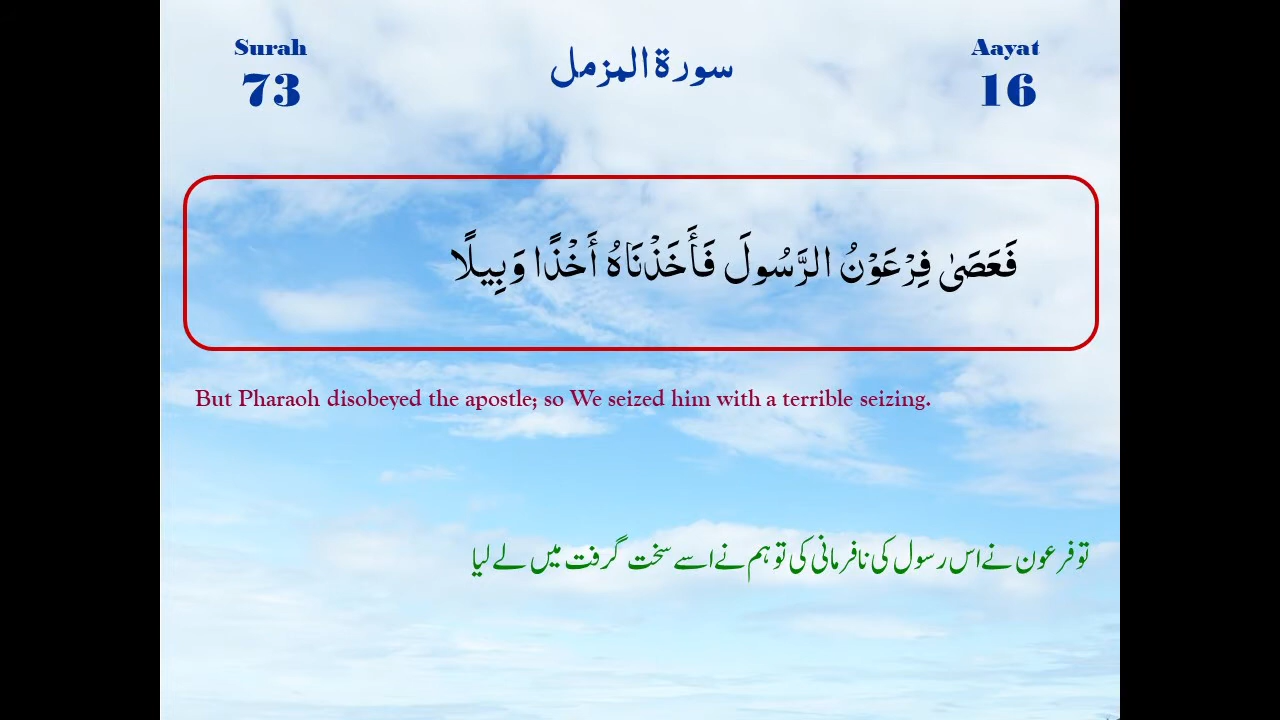 Surah
73
سورة المزمل
Aayat
16
فَعَصَىٰ فِرْعَوْنُ الرَّسُولَ فَأَخَذْنَاهُ أَخْذًا وَبِيلًا
But Pharaoh disobeyed the apostle; so We seized him with a terrible seizing.
تو فرعون نے اس رسول کی نافرمانی کی تو ہم نے اسے سخت گرفت میں لے لیا